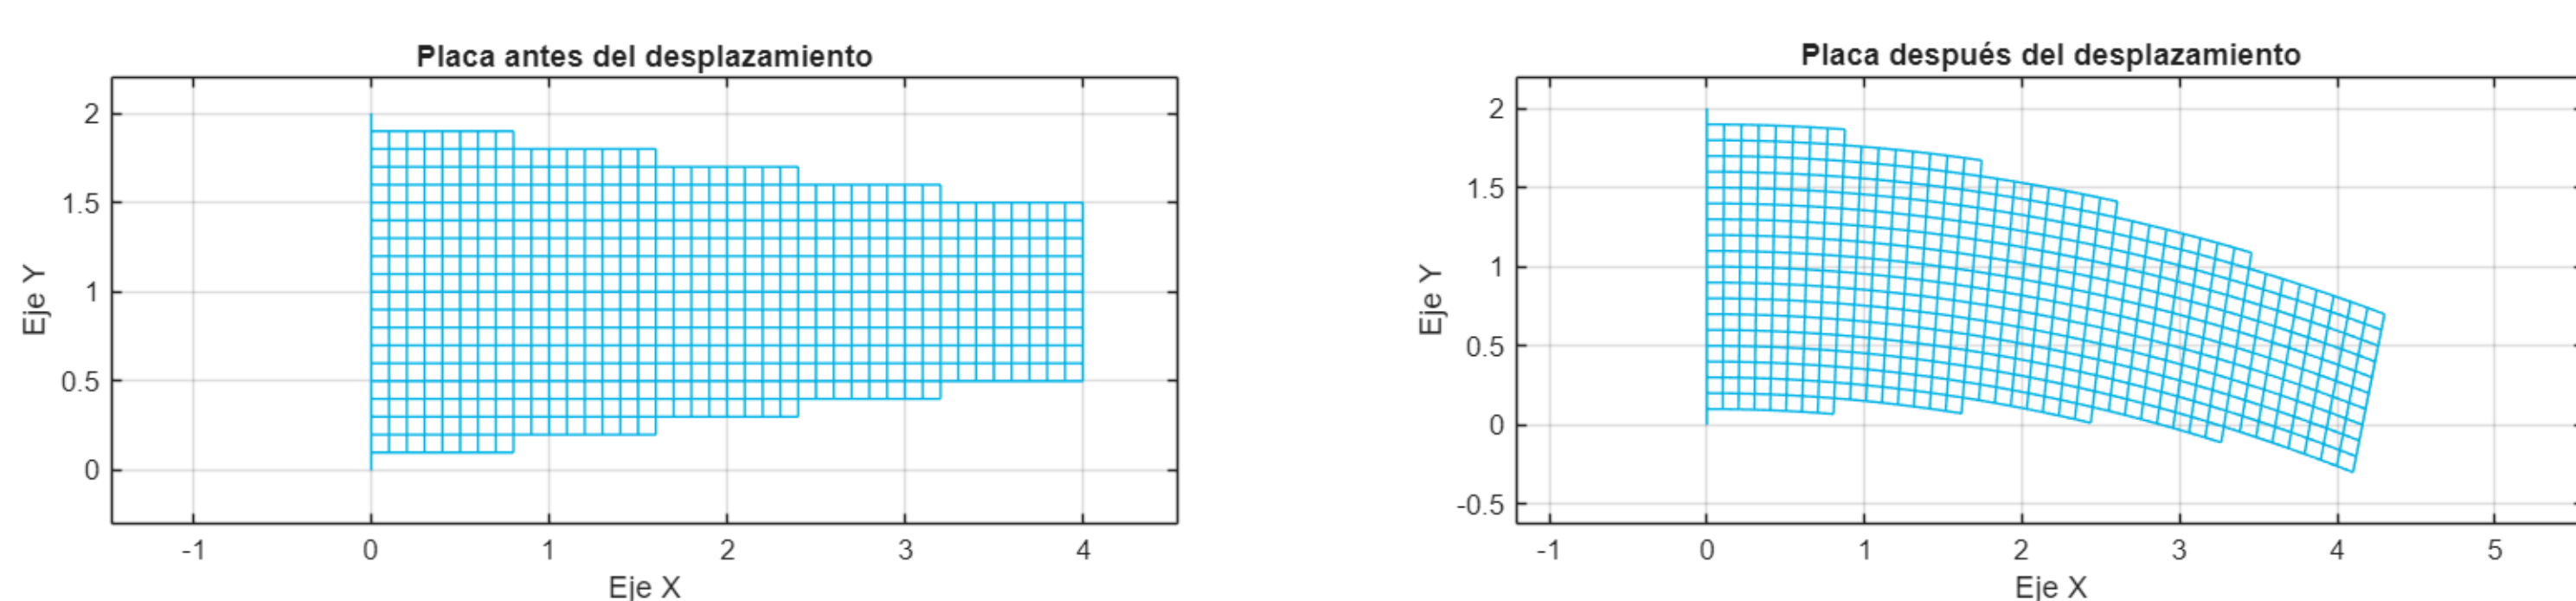 Placa antes del desplazamiento
2
1.5
1
0.5
0
-1 0 1 2 3 4
Eje Y
Eje X
Placa después del desplazamiento
2
1.5
1
0.5
0
-0.5
-1 0 1 2 3 4 5
Eje Y
Eje X